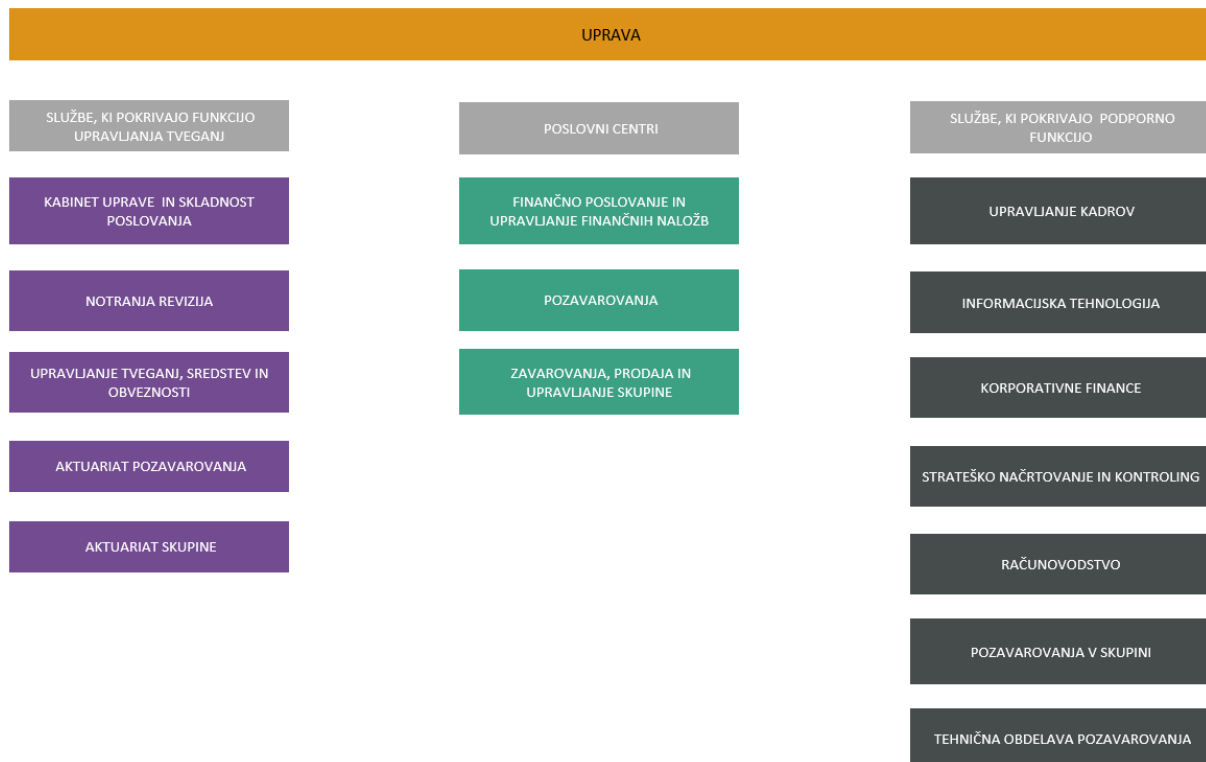 UPRAVA
SLUŽBE, KI POKRIVAJO FUNKCIJO
UPRAVLJANJA TVEGANJ
KABINET UPRAVE IN SKLADNOST
POSLOVANJA
NOTRANJA REVIZIJA
UPRAVLJANJE TVEGANJ, SREDSTEV IN
OBVEZNOSTI
AKTUARIAT POZAVAROVANJA
AKTUARIAT SKUPINE
POSLOVNI CENTRI
FINANČNO POSLOVANJE IN
UPRAVLJANJE FINANČNIH NALOŽB
POZAVAROVANJA
ZAVAROVANJA, PRODAJA IN
UPRAVLJANJE SKUPINE
SLUŽBE, KI POKRIVAJO PODPORNO
FUNKCIJO
UPRAVLJANJE KADROV
INFORMACIJSKA TEHNOLOGIJA
KORPORATIVNE FINANCE
STRATEŠKO NAČRTOVANJE IN KONTROLING
RAČUNOVODSTVO
POZAVAROVANJA V SKUPINI
TEHNIČNA OBDELAVA POZAVAROVANJA